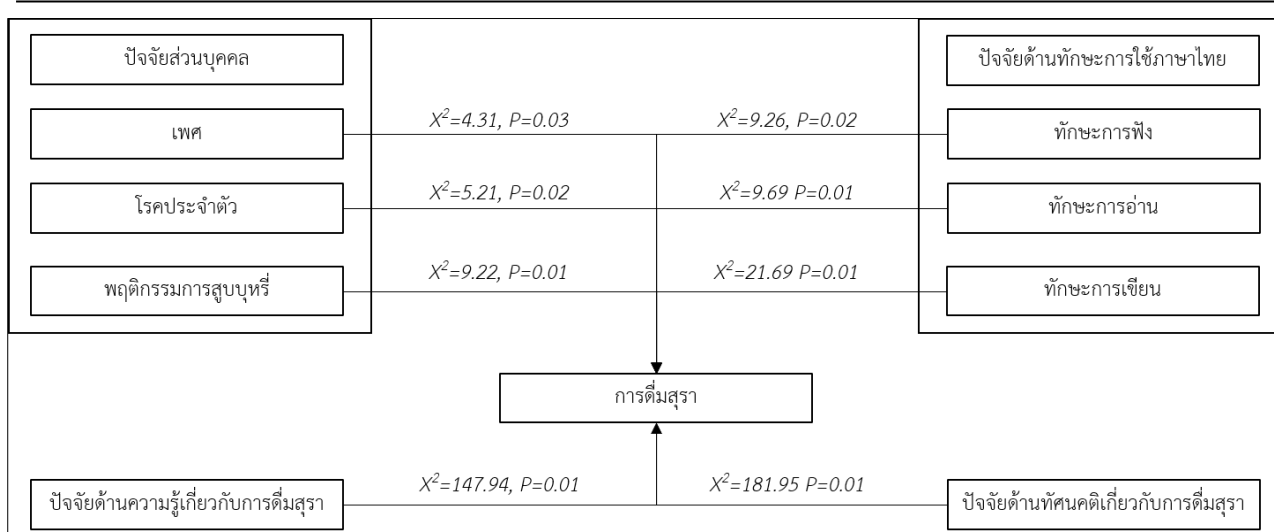 ปัจจัยส่วนบุคคล
ปัจจัยด้านทักษะการใช้ภาษาไทย
เพศ
X²=4.31, P=0.03
X²=9.26, P=0.02
ทักษะการฟัง
โรคประจำตัว
X²=5.21, P=0.02
X²=9.69 P=0.01
ทักษะการอ่าน
พฤติกรรมการสูบบุหรี่
X²=9.22, P=0.01
X²=21.69 P=0.01
ทักษะการเขียน
การดื่มสุรา
ปัจจัยด้านความรู้เกี่ยวกับการดื่มสุรา
X²=147.94, P=0.01
X²=181.95 P=0.01
ปัจจัยด้านทัศนคติเกี่ยวกับการดื่มสุรา